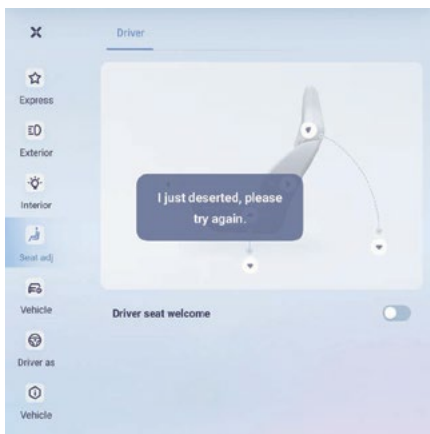 Driver
Express
Exterior
Interior
I just deserted, please
try again.
Seat adj
Vehicle
Driver seat welcome
Driver as
Vehicle